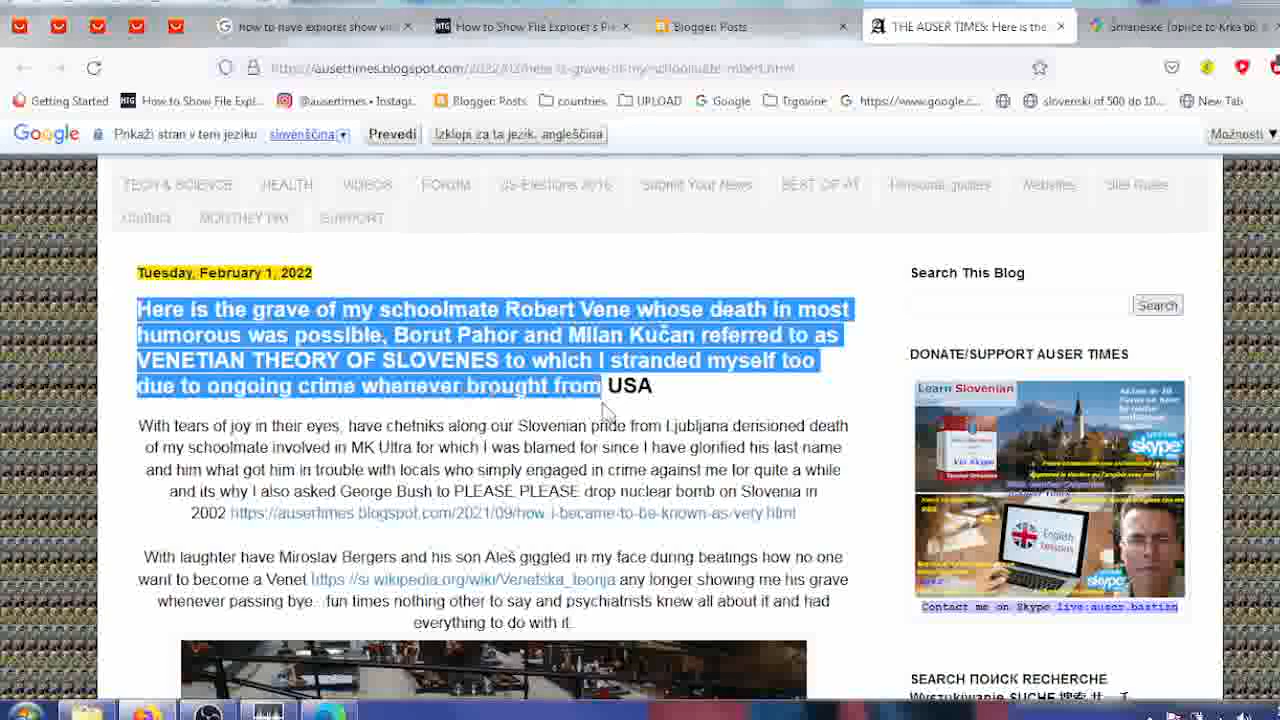 how to have explorer show vi
How to Show File Explorer's Pre
Blogger: Posts
THE AUSER TIMES: Here is the
Šmarješke Toplice to Krka bb
https://ausertimes.blogspot.com/2022/02/here-is-grave-of-my-schoolmate-robert.html
Getting Started
How to Show File Expl...
@ausertimes • Instagr...
Blogger: Posts
countries
UPLOAD
Google
Trgovine
https://www.google.c...
slovenski of 500 do 10...
New Tab
Google Prikaži stran v tem jeziku slovenščina Prevedi Izklopi za ta jezik: angleščina Možnosti ▼
TECH & SCIENCE HEALTH VIDEOS FORUM US-Elections 2016 Submit Your News BEST OF AT Personal guides Websites Site Rules
Contact MONTHLY SUPPORT
Tuesday, February 1, 2022
Here is the grave of my schoolmate Robert Vene whose death in most
humorous was possible, Borut Pahor and Milan Kučan referred to as
VENETIAN THEORY OF SLOVENES to which I stranded myself too
due to ongoing crime whenever brought from USA
With tears of joy in their eyes, have chetniks along our Slovenian pride from Ljubljana derisioned death
of my schoolmate involved in MK Ultra for which I was blamed for since I have glorified his last name
and him what got him in trouble with locals who simply engaged in crime against me for quite a while
and its why I also asked George Bush to PLEASE PLEASE drop nuclear bomb on Slovenia in
2002 https://ausertimes.blogspot.com/2021/09/how-i-became-to-be-known-as-very.html
With laughter have Miroslav Blergers and his son Aleš giggled in my face during beatings how no one
want to become a Venet https://sl.wikipedia.org/wiki/Venetska_teorija any longer showing me his grave
whenever passing bye...fun times nothing other to say and psychiatrists knew all about it and had
everything to do with it.
Search This Blog
Search
DONATE/SUPPORT AUSER TIMES
Learn Slovenian
Via Skype
skype
English
Lessons
skype
Contact me on Skype live:auser.bastian
SEARCH ПОИСК RECHERCHE
Wyszukiwanie SUCHE 搜索 サーチ